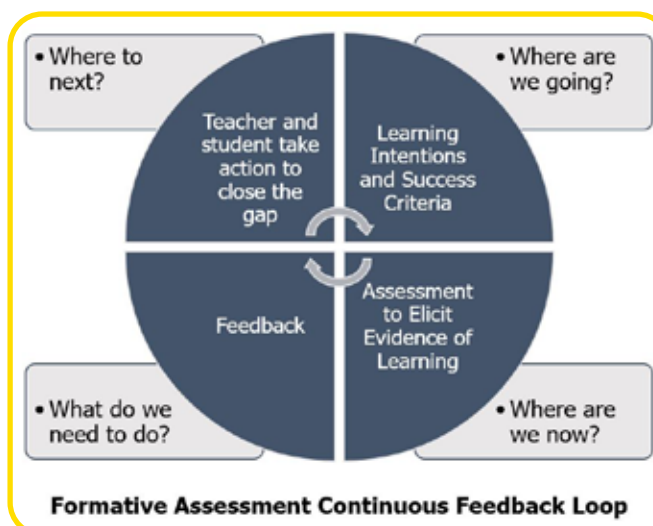 • Where to
next?
• Where are
we going?
Teacher and
student take
action to
close the
gap
Learning
Intentions
and Success
Criteria
Feedback
Assessment
to Elicit
Evidence of
Learning
• What do we
need to do?
• Where are
we now?
Formative Assessment Continuous Feedback Loop